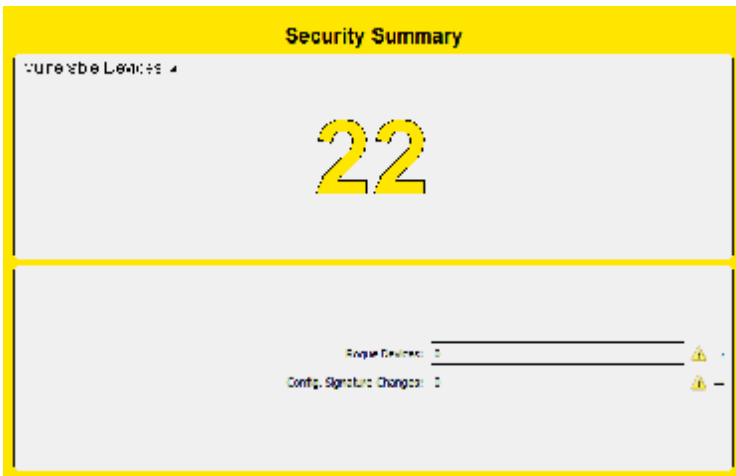 Security Summary
Vulnerable Devices
22
Rogue Devices: 0
Config. Signature Changes: 0